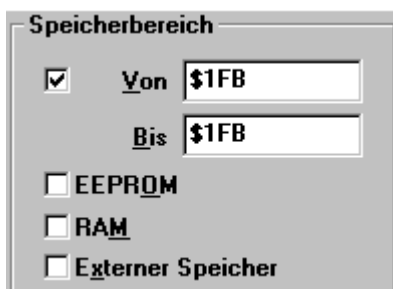 Speicherbereich
Von $1FB
Bis $1FB
EEPROM
RAM
Externer Speicher